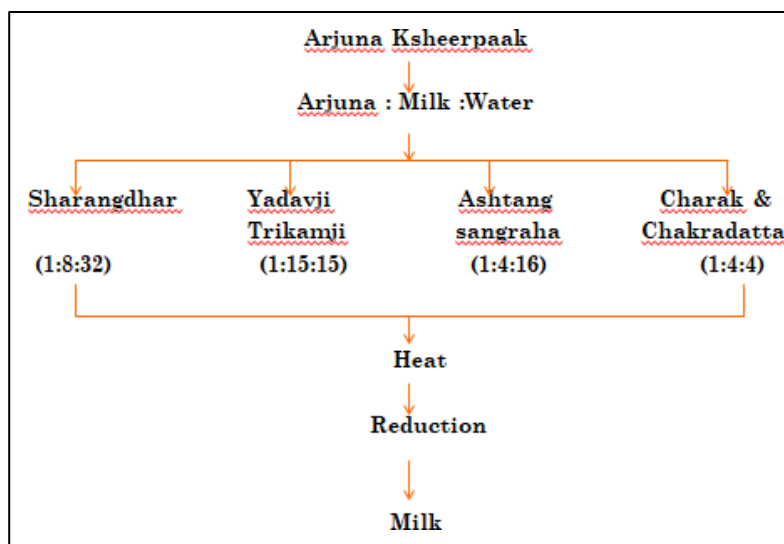 Arjuna Ksheerpaak
Arjuna : Milk :Water
Sharangdhar
(1:8:32)
Yadavji
Trikamji
(1:15:15)
Ashtang
sangraha
(1:4:16)
Charak &
Chakradatta
(1:4:4)
Heat
Reduction
Milk